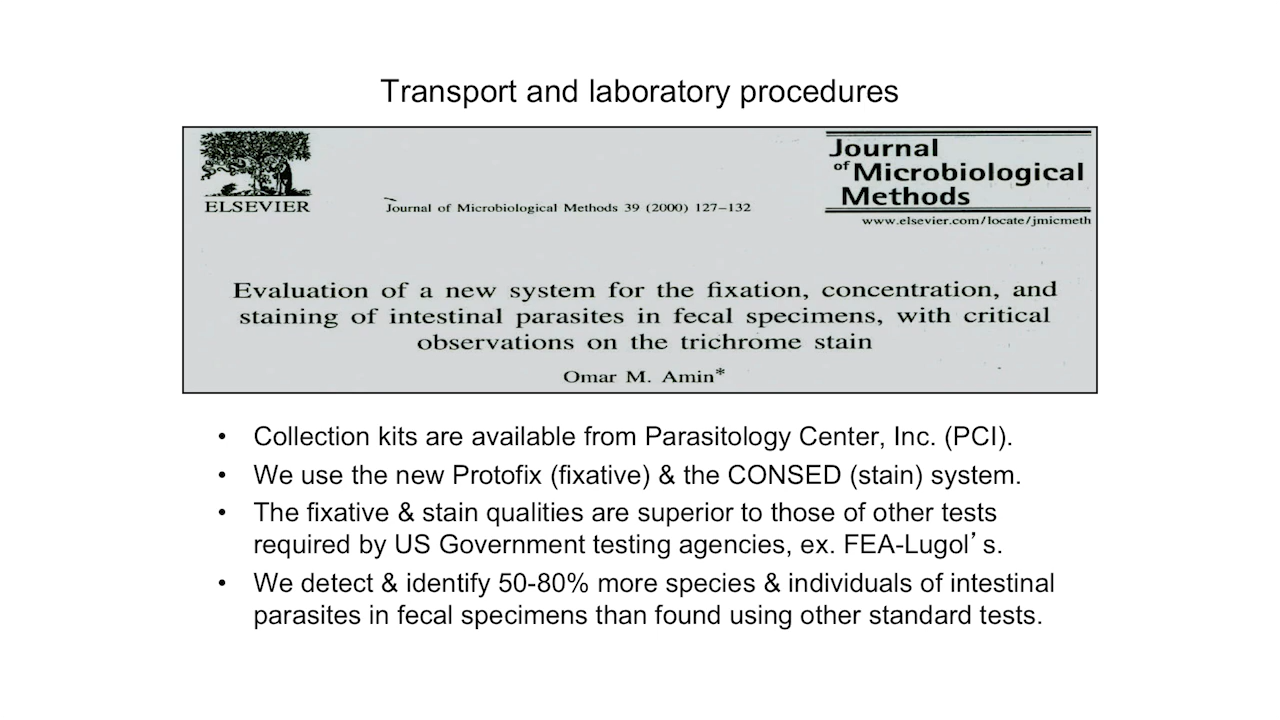 Transport and laboratory procedures
ELSEVIER
Journal of Microbiological Methods 39 (2000) 127–132
Journal
of Microbiological
Methods
www.elsevier.com/locate/jmicmeth
Evaluation of a new system for the fixation, concentration, and
staining of intestinal parasites in fecal specimens, with critical
observations on the trichrome stain
Omar M. Amin*
• Collection kits are available from Parasitology Center, Inc. (PCI).
• We use the new Protofix (fixative) & the CONSED (stain) system.
• The fixative & stain qualities are superior to those of other tests
required by US Government testing agencies, ex. FEA-Lugol’s.
• We detect & identify 50-80% more species & individuals of intestinal
parasites in fecal specimens than found using other standard tests.